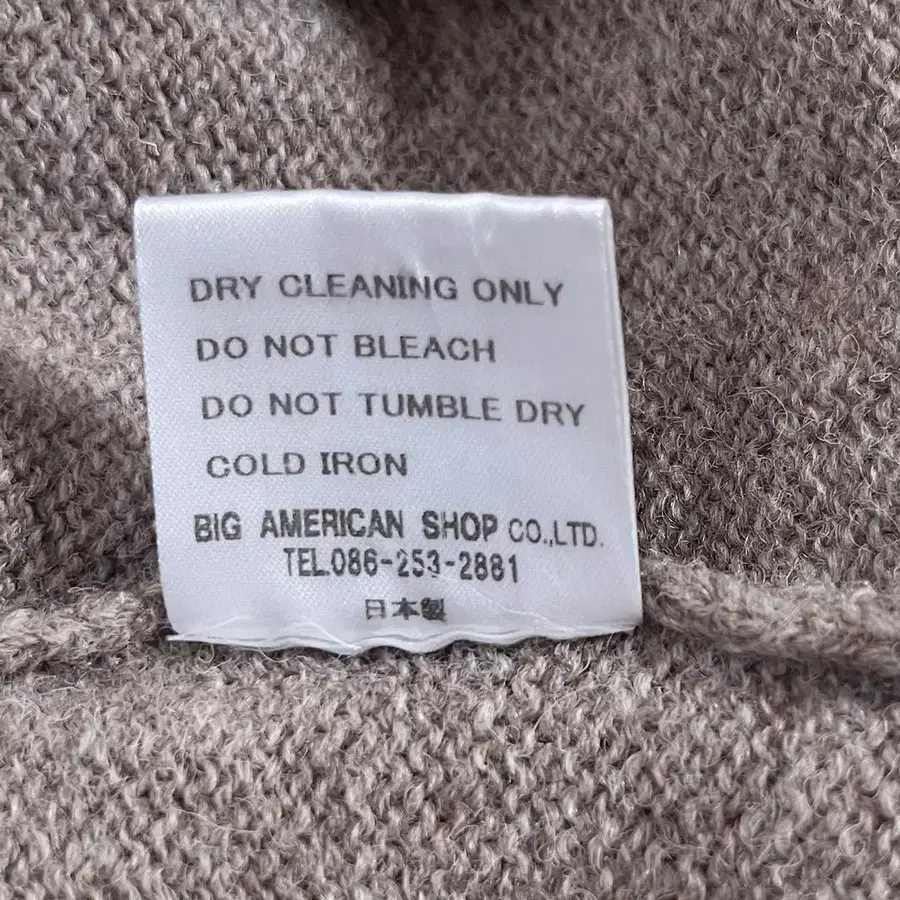 DRY CLEANING ONLY
DO NOT BLEACH
DO NOT TUMBLE DRY
COLD IRON
BIG AMERICAN SHOP CO.,LTD.
TEL.086-253-2881
日本製